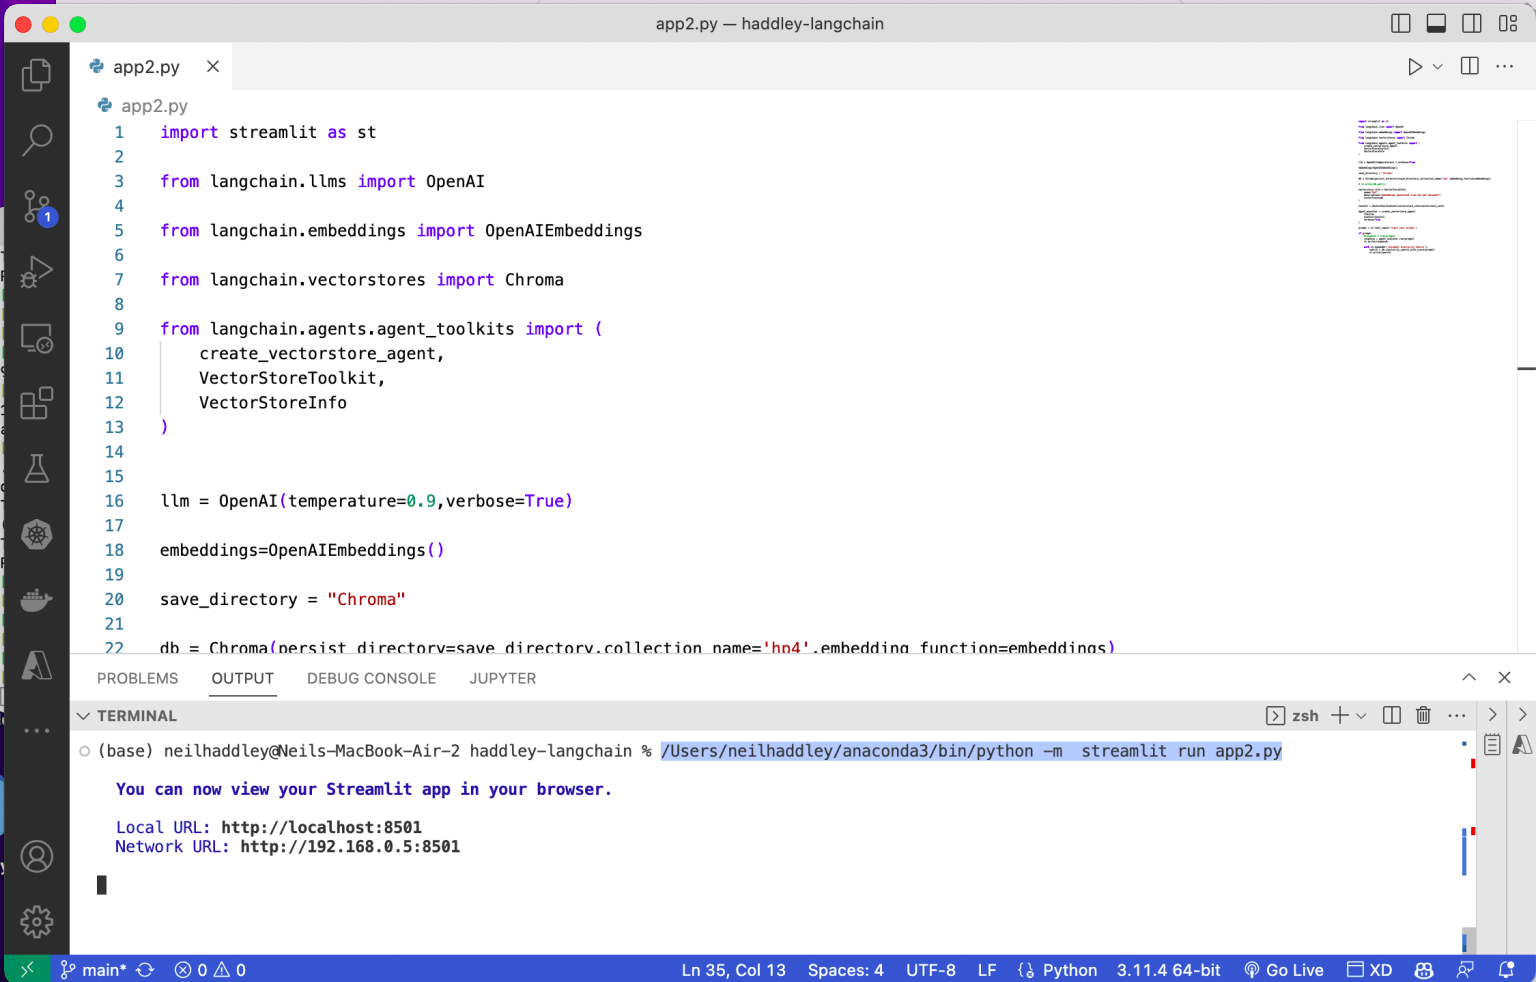 app2.py — haddley-langchain
app2.py
app2.py
1 import streamlit as st
2
3 from langchain.llms import OpenAI
4
5 from langchain.embeddings import OpenAIEmbeddings
6
7 from langchain.vectorstores import Chroma
8
9 from langchain.agents.agent_toolkits import (
10 create_vectorstore_agent,
11 VectorStoreToolkit,
12 VectorStoreInfo
13 )
14
15
16 llm = OpenAI(temperature=0.9,verbose=True)
17
18 embeddings=OpenAIEmbeddings()
19
20 save_directory = "Chroma"
21
22 db = Chroma(persist_directory=save_directory,collection_name='hp4',embedding_function=embeddings)
1
PROBLEMS OUTPUT DEBUG CONSOLE JUPYTER
TERMINAL
zsh
(base) neilhaddley@Neils-MacBook-Air-2 haddley-langchain % /Users/neilhaddley/anaconda3/bin/python -m  streamlit run app2.py
You can now view your Streamlit app in your browser.
Local URL: http://localhost:8501
Network URL: http://192.168.0.5:8501
main* 0 0 Ln 35, Col 13 Spaces: 4 UTF-8 LF Python 3.11.4 64-bit Go Live XD